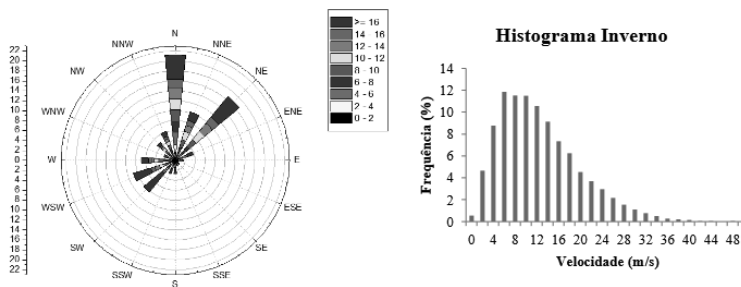 22
20
18
16
14
12
10
8
6
4
2
0
2
4
6
8
10
12
14
16
18
20
22
N
NNE
NE
ENE
E
ESE
SE
SSE
S
SSW
SW
WSW
W
WNW
NW
NNW
>= 16
14 - 16
12 - 14
10 - 12
8 - 10
6 - 8
4 - 6
2 - 4
0 - 2
Histograma Inverno
Frequência (%)
14
12
10
8
6
4
2
0
0 4 8 12 16 20 24 28 32 36 40 44 48
Velocidade (m/s)